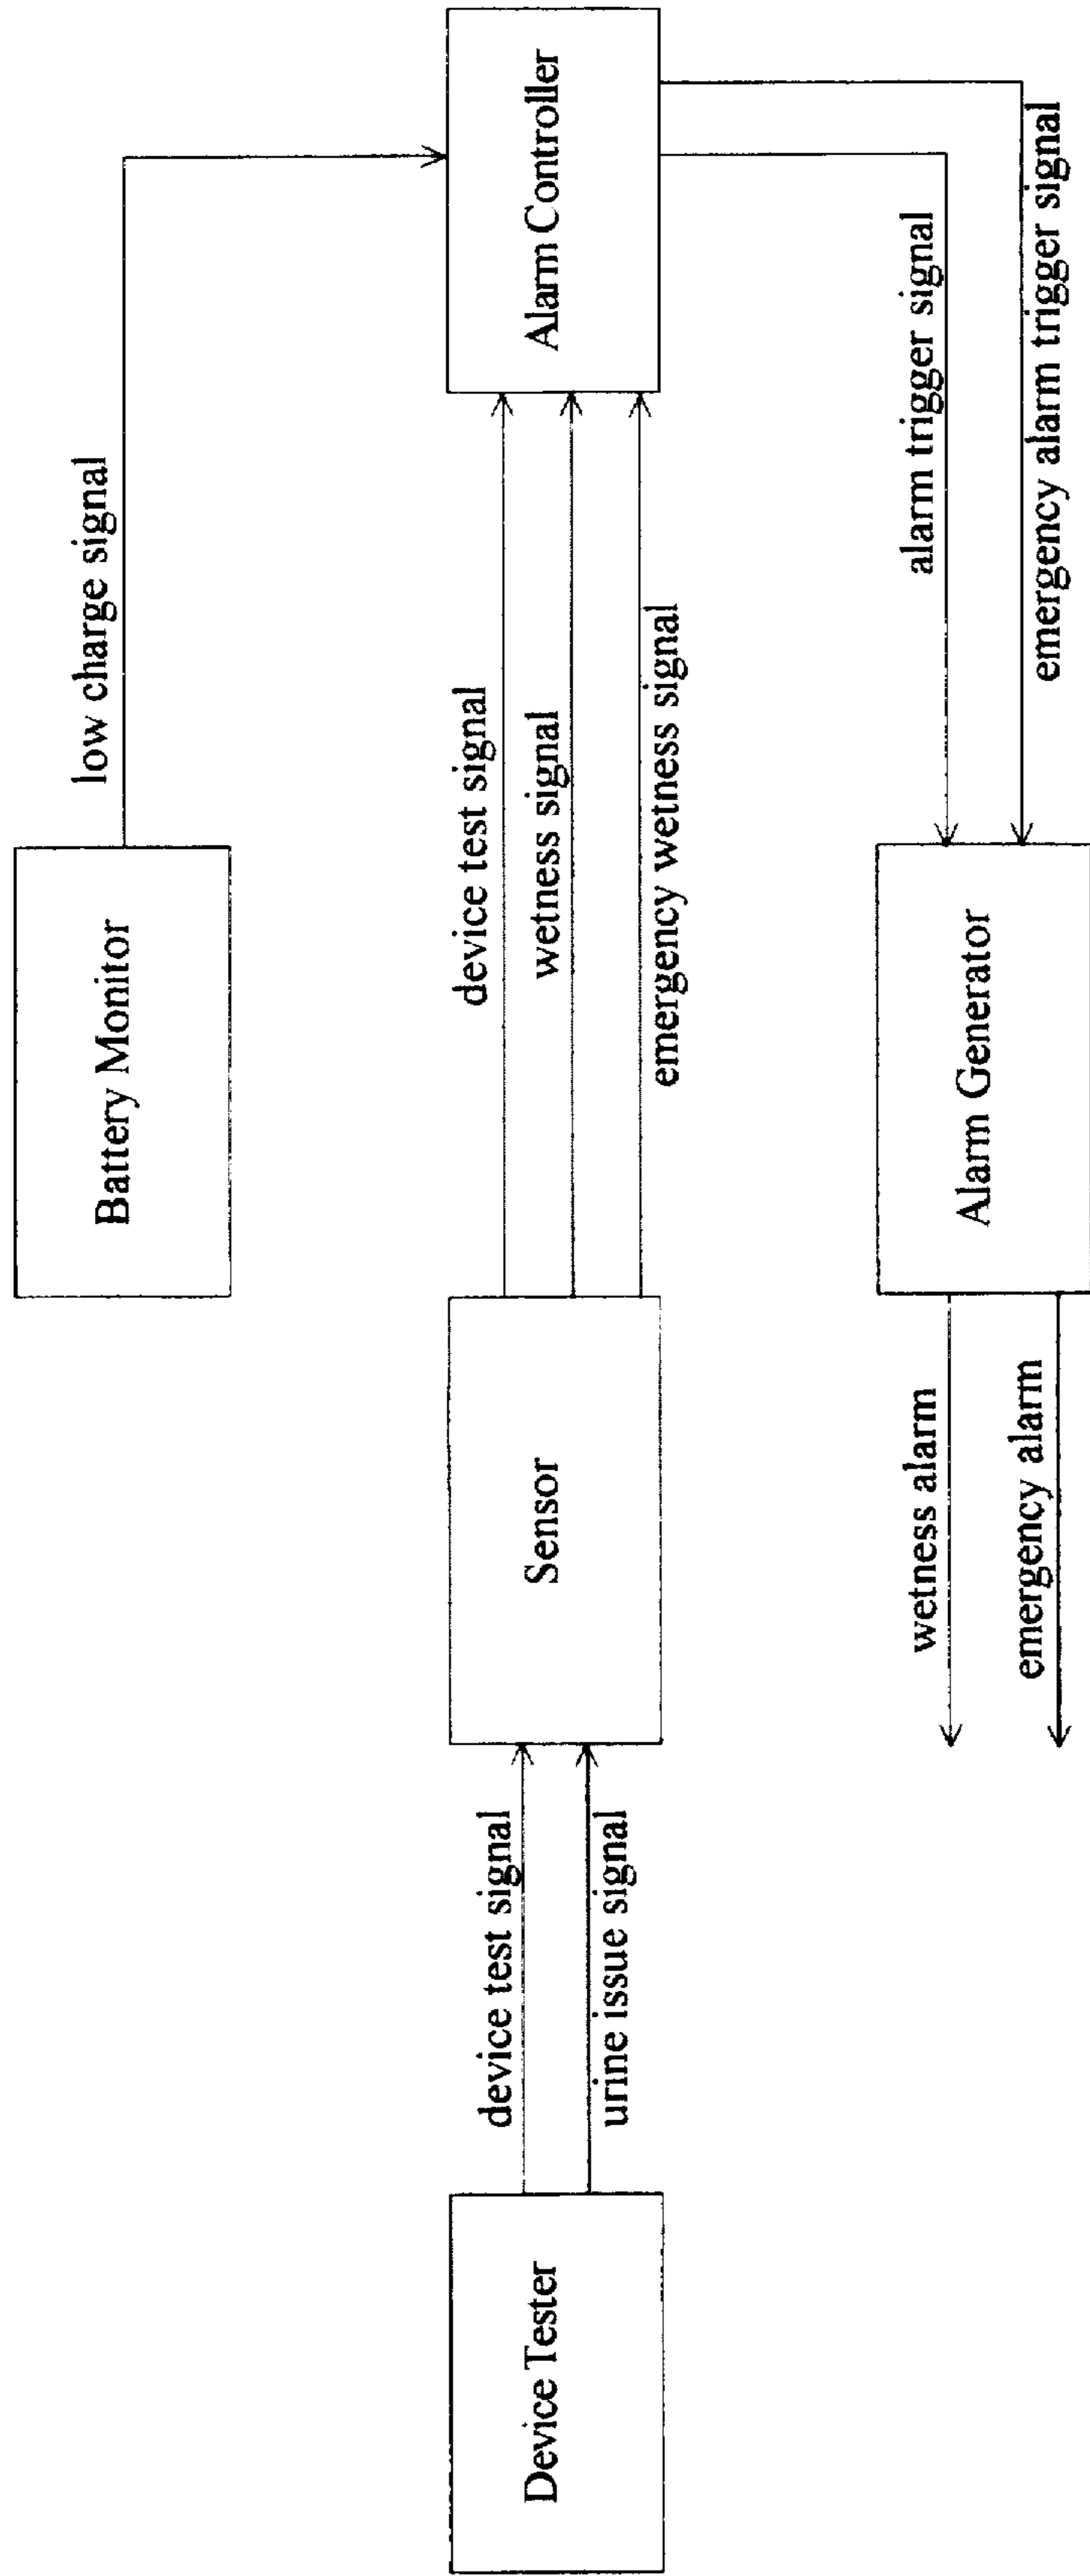 Battery Monitor
low charge signal
Device Tester
device test signal
urine issue signal
Sensor
device test signal
wetness signal
emergency wetness signal
Alarm Controller
wetness alarm
emergency alarm
Alarm Generator
alarm trigger signal
emergency alarm trigger signal